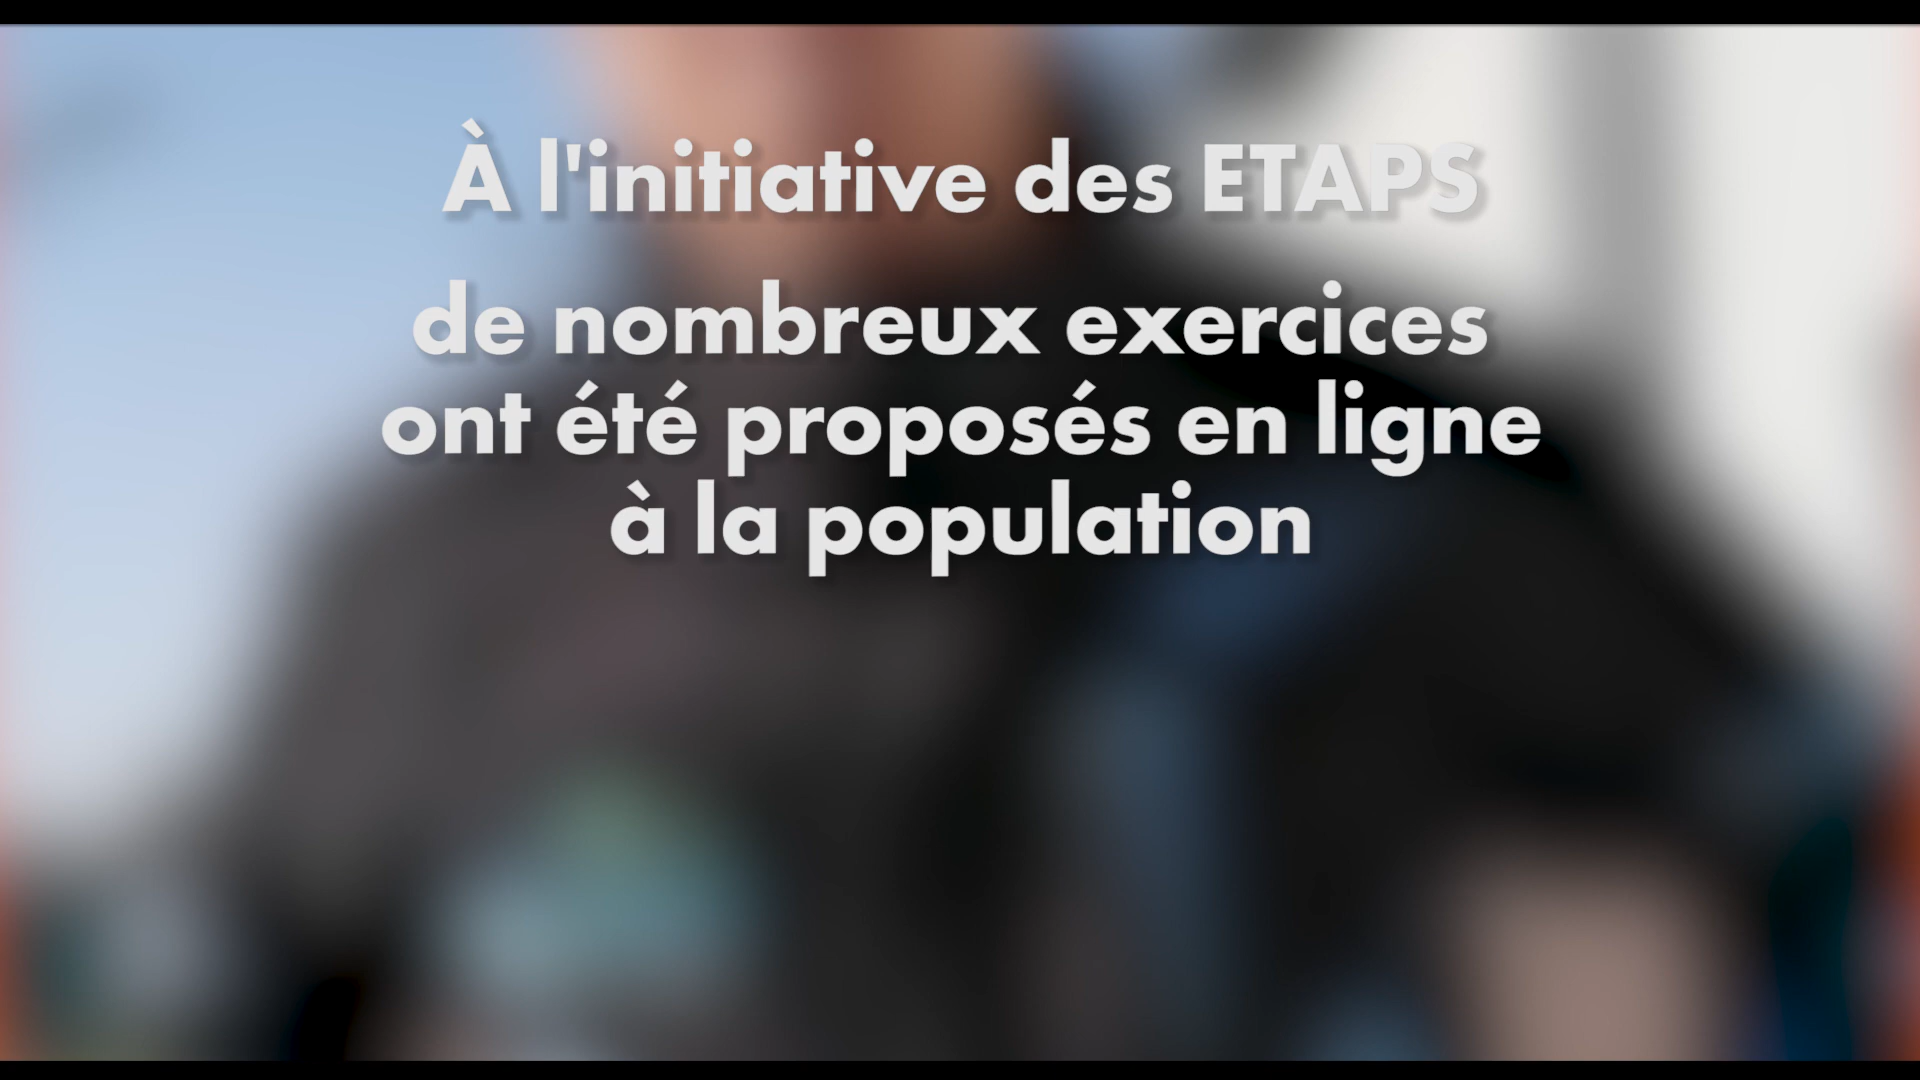 À l'initiative des ETAPS
de nombreux exercices
ont été proposés en ligne
à la population